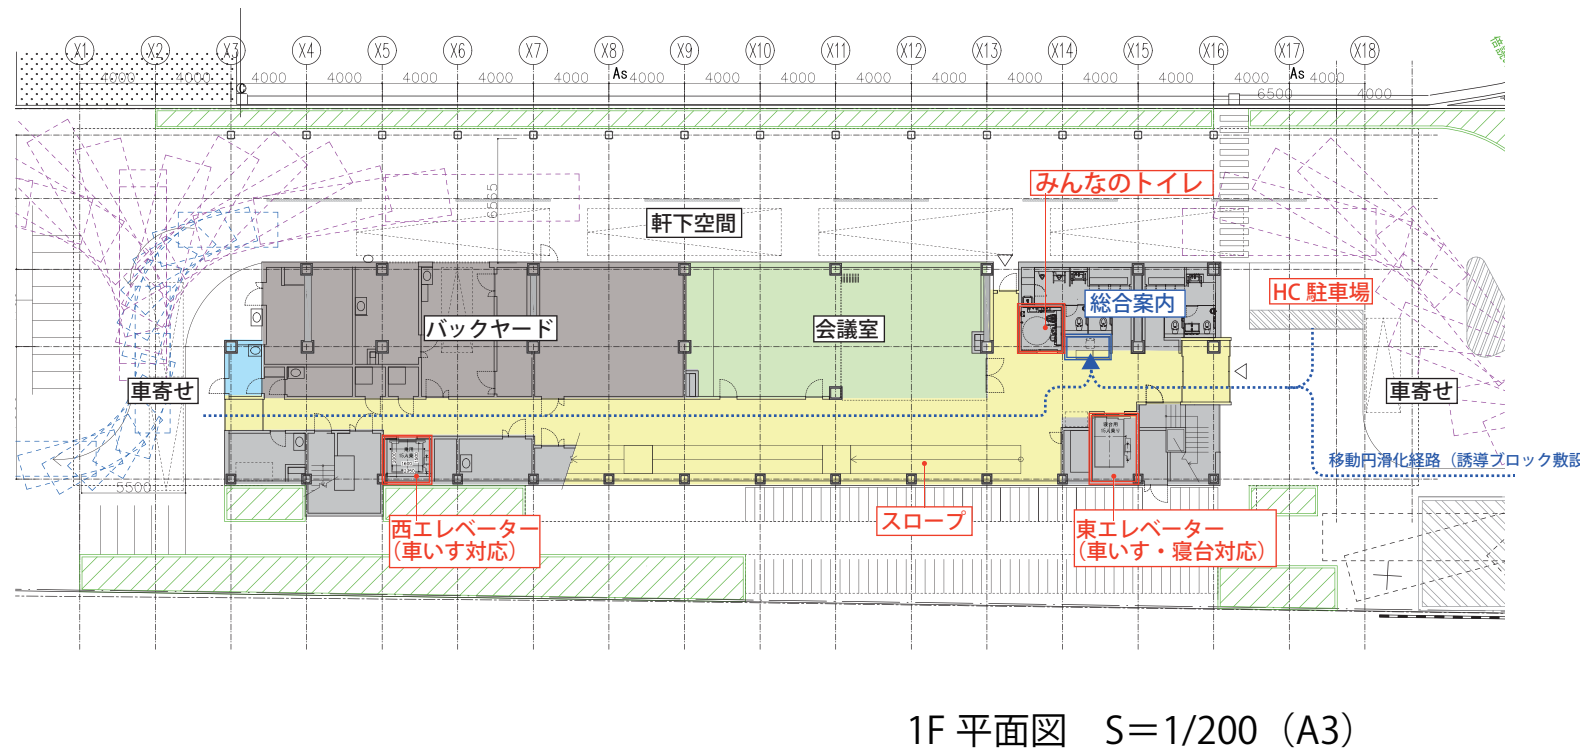 X1 X2 X3 X4 X5 X6 X7 X8 X9 X10 X11 X12 X13 X14 X15 X16 X17 X18
4000 4000 4000 4000 4000 4000 4000 As 4000 4000 4000 4000 4000 4000 4000 4000 4000 As 4000
6500 4000
みんなのトイレ
6565
軒下空間
HC 駐車場
総合案内
バックヤード
会議室
車寄せ
車寄せ
移動円滑化経路（誘導ブロック敷設
5500
スロープ
西エレベーター
（車いす対応）
東エレベーター
（車いす・寝台対応）
1F 平面図　S＝1/200（A3）